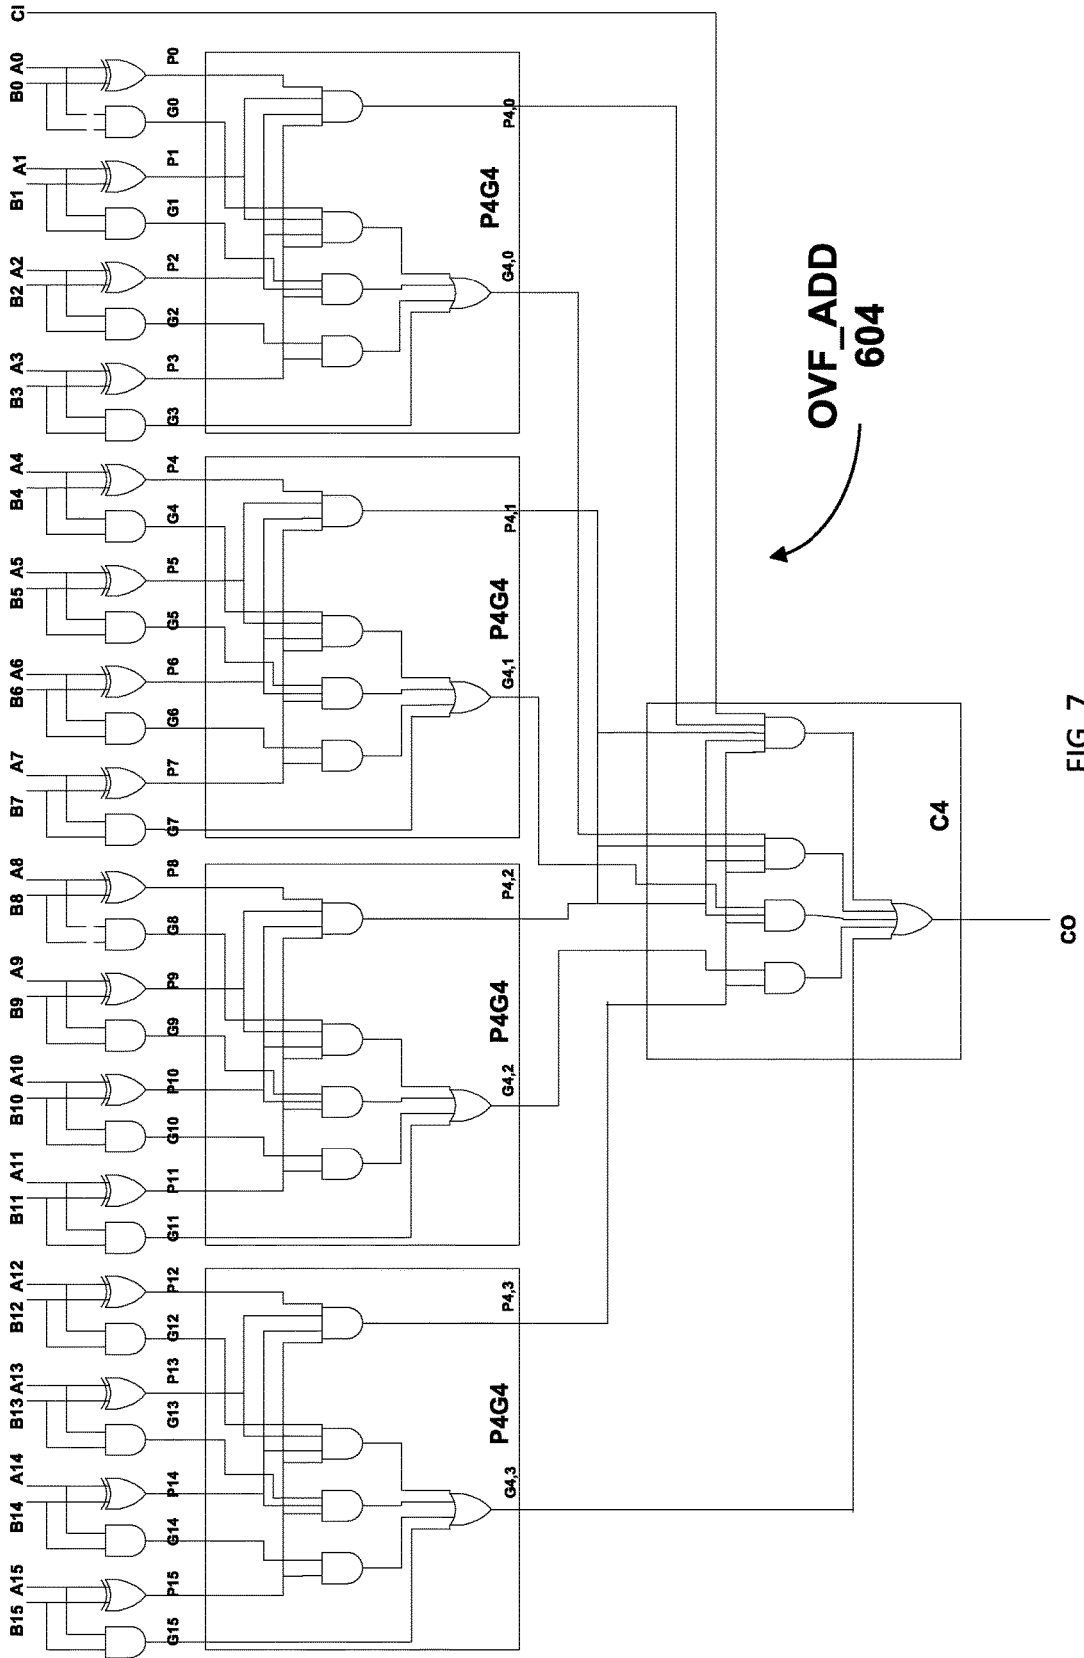 B15 A15 B14 A14 B13 A13 B12 A12 B11 A11 B10 A10 B9 A9 B8 A8 B7 A7 B6 A6 B5 A5 B4 A4 B3 A3 B2 A2 B1 A1 B0 A0 CI
G15 P15 G14 P14 G13 P13 G12 P12 G11 P11 G10 P10 G9 P9 G8 P8 G7 P7 G6 P6 G5 P5 G4 P4 G3 P3 G2 P2 G1 P1 G0 P0
P4G4 P4G4 P4G4 P4G4
G4,3 P4,3 G4,2 P4,2 G4,1 P4,1 G4,0 P4,0
OVF_ADD
604
C4
CO
FIG. 7